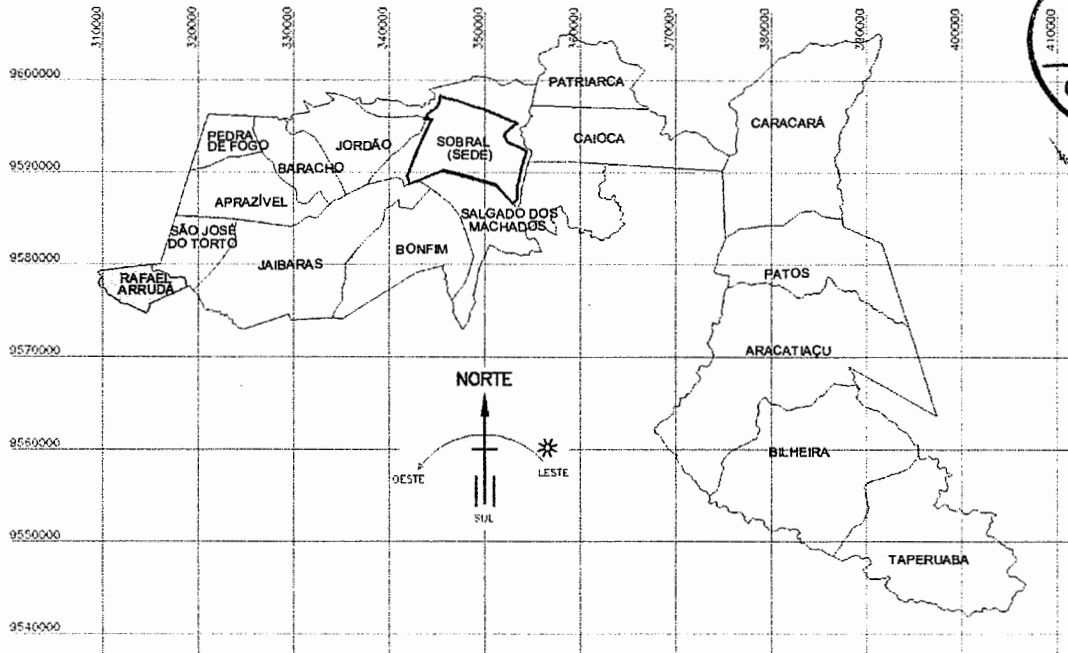 310000
320000
330000
340000
350000
360000
370000
380000
390000
400000
410000
9600000
PATRIARCA
CARACARÁ
PEDRA
DE FOGO
JORDÃO
SOBRAL
(SEDE)
CAIOCA
9590000
BARACHO
APRAZÍVEL
SÃO JOSÉ
DO TORTO
SALGADO DOS
MACHADOS
BONFIM
9580000
JAIBARAS
RAFAEL
ARRUDA
PATOS
9570000
ARACATIAÇU
NORTE
9560000
BILHEIRA
OESTE
LESTE
SUL
9550000
TAPERUABA
9540000